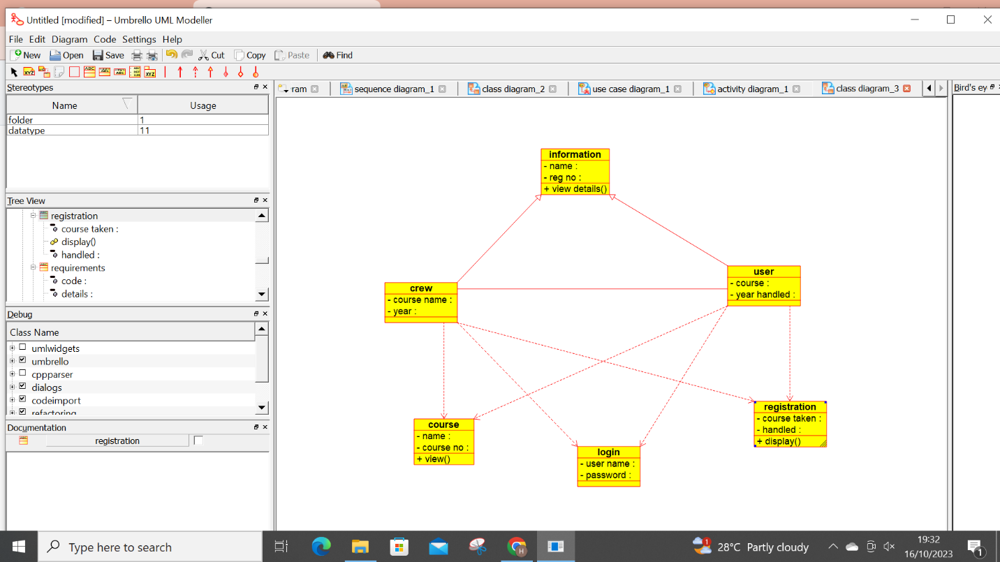 Untitled [modified] – Umbrello UML Modeller
File Edit Diagram Code Settings Help
New Open Save Cut Copy Paste Find
Stereotypes
Name Usage
folder 1
datatype 11
Tree View
registration
course taken :
display()
handled :
requirements
code :
details :
Debug
Class Name
umlwidgets
umbrello
cppparser
dialogs
codeimport
refactoring
Documentation
registration
ram sequence diagram_1 class diagram_2 use case diagram_1 activity diagram_1 class diagram_3
Bird's ey
information
- name :
- reg no :
+ view details()
crew
- course name :
- year :
user
- course :
- year handled :
course
- name :
- course no :
+ view()
login
- user name :
- password :
registration
- course taken :
- handled :
+ display()
Type here to search
H
1
28°C Partly cloudy
19:32
16/10/2023
1